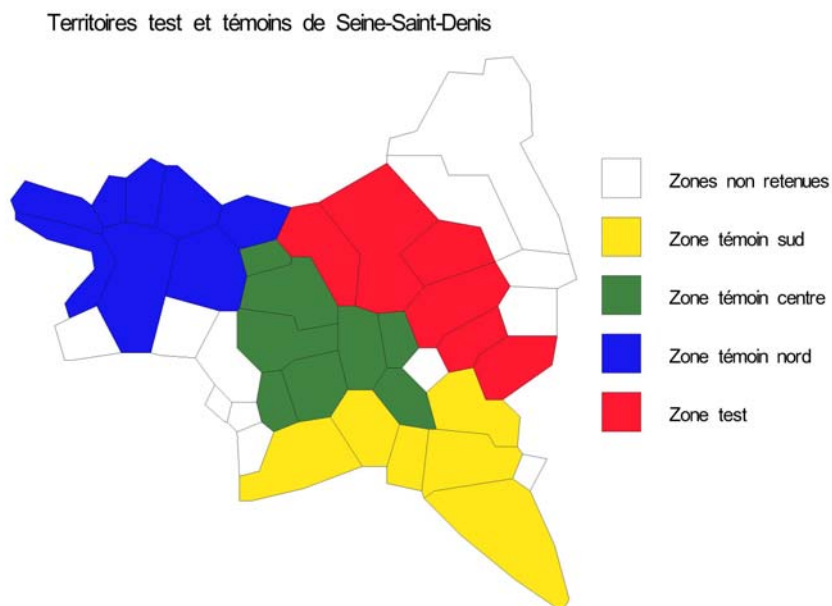 Territoires test et témoins de Seine-Saint-Denis
Zones non retenues
Zone témoin sud
Zone témoin centre
Zone témoin nord
Zone test